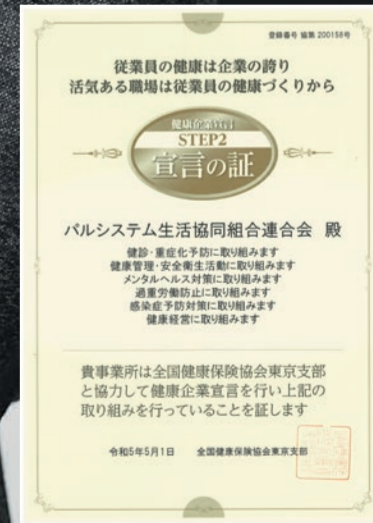 登録番号 協第 200158号
従業員の健康は企業の誇り
活気ある職場は従業員の健康づくりから
健康企業宣言
STEP2
宣言の証
パルシステム生活協同組合連合会 殿
健診・重症化予防に取り組みます
健康管理・安全衛生活動に取り組みます
メンタルヘルス対策に取り組みます
過重労働防止に取り組みます
感染症予防対策に取り組みます
健康経営に取り組みます
貴事業所は全国健康保険協会東京支部
と協力して健康企業宣言を行い上記の
取り組みを行っていることを証します
令和5年5月1日 全国健康保険協会東京支部